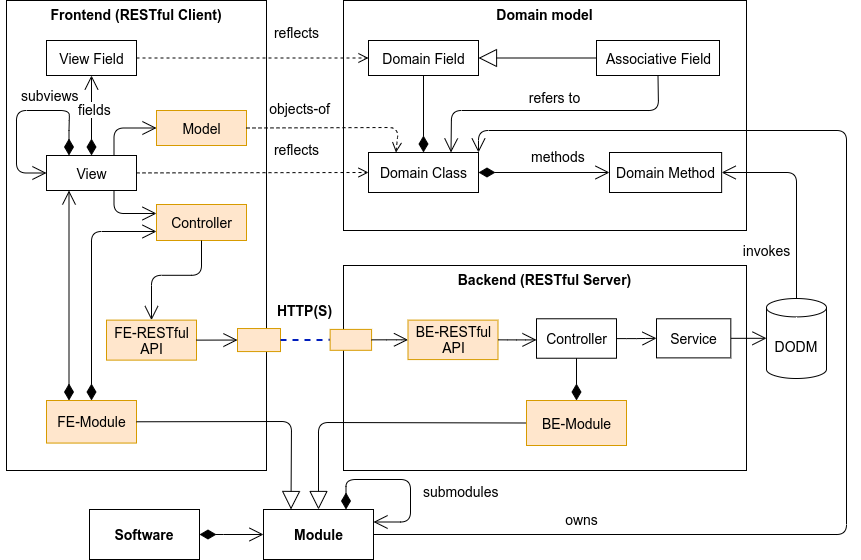 Frontend (RESTful Client)
Domain model
View Field
reflects
Domain Field
Associative Field
subviews
fields
refers to
Model
objects-of
reflects
methods
View
Domain Class
Domain Method
Controller
invokes
Backend (RESTful Server)
HTTP(S)
FE-RESTful
API
BE-RESTful
API
Controller
Service
DODM
FE-Module
BE-Module
submodules
owns
Software
Module